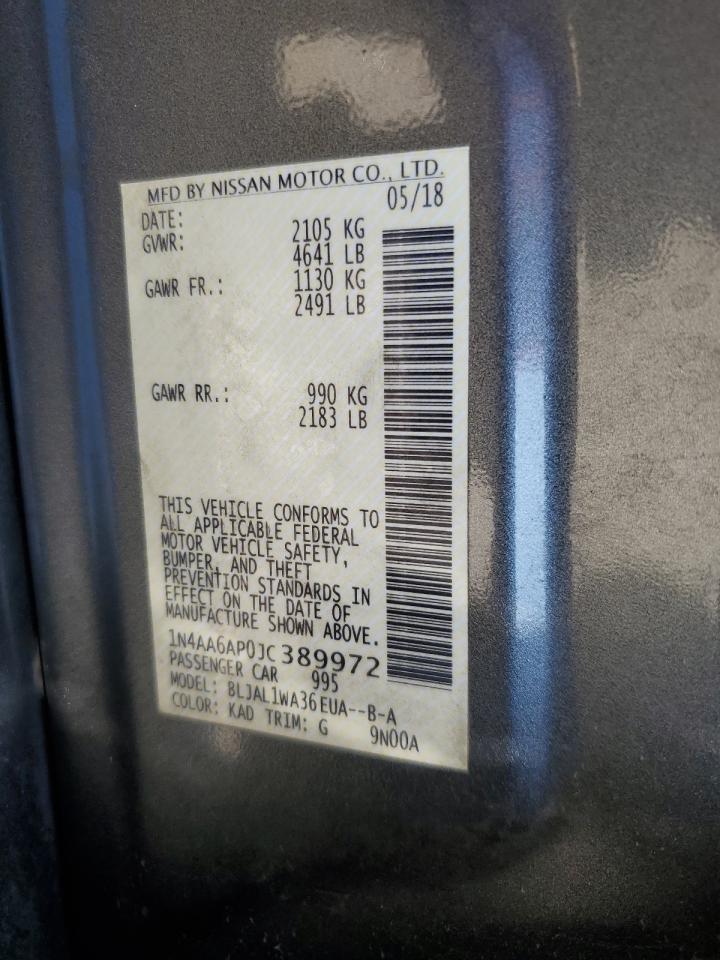 MFD BY NISSAN MOTOR CO., LTD.
DATE: 05/18
GVWR: 2105 KG
4641 LB
GAWR FR.: 1130 KG
2491 LB
GAWR RR.: 990 KG
2183 LB
THIS VEHICLE CONFORMS TO
ALL APPLICABLE FEDERAL
MOTOR VEHICLE SAFETY,
BUMPER, AND THEFT
PREVENTION STANDARDS IN
EFFECT ON THE DATE OF
MANUFACTURE SHOWN ABOVE.
1N4AA6AP0JC389972
PASSENGER CAR 995
MODEL: BLJAL1WA36EUA--B-A
COLOR: KAD TRIM: G 9N00A